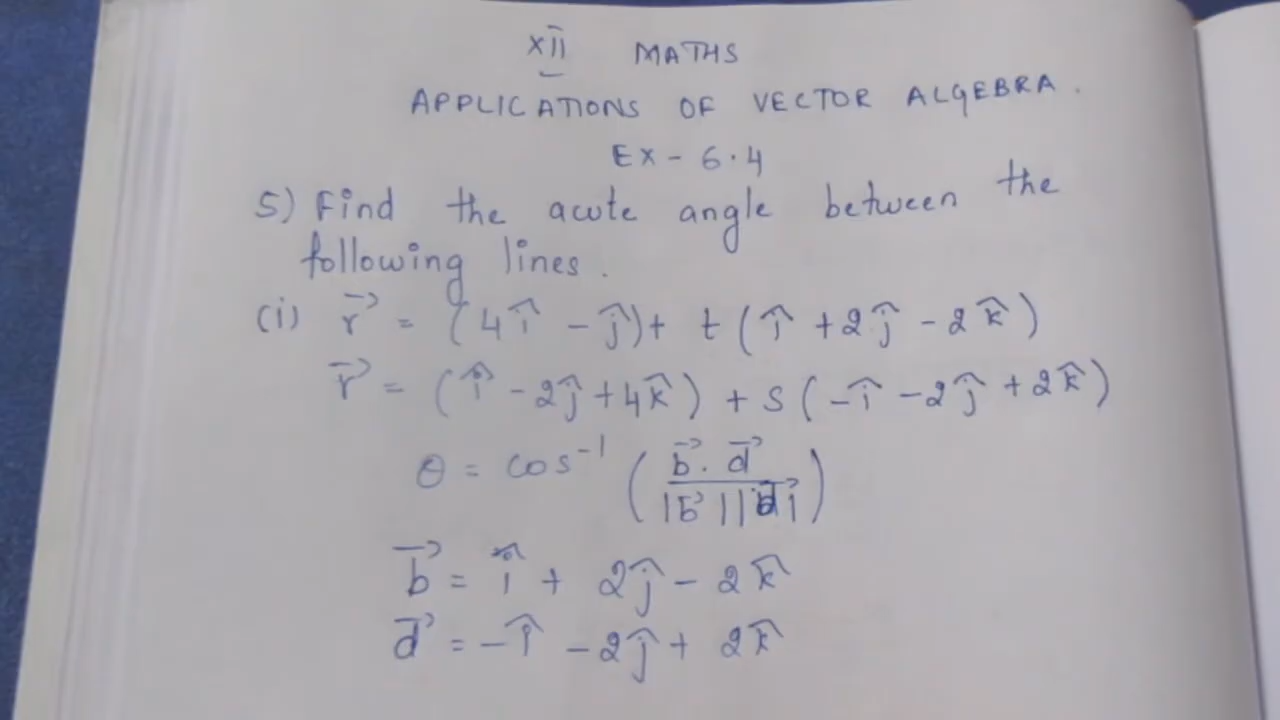 XII MATHS
APPLICATIONS OF VECTOR ALGEBRA.
EX - 6.4
5) Find the acute angle between the
following lines.
(i) r⃗ = (4î - ĵ) + t(î + 2ĵ - 2k̂)
r⃗ = (î - 2ĵ + 4k̂) + s(-î - 2ĵ + 2k̂)
θ = cos⁻¹ (b⃗ . d⃗ / |b⃗||d⃗|)
b⃗ = î + 2ĵ - 2k̂
d⃗ = -î - 2ĵ + 2k̂